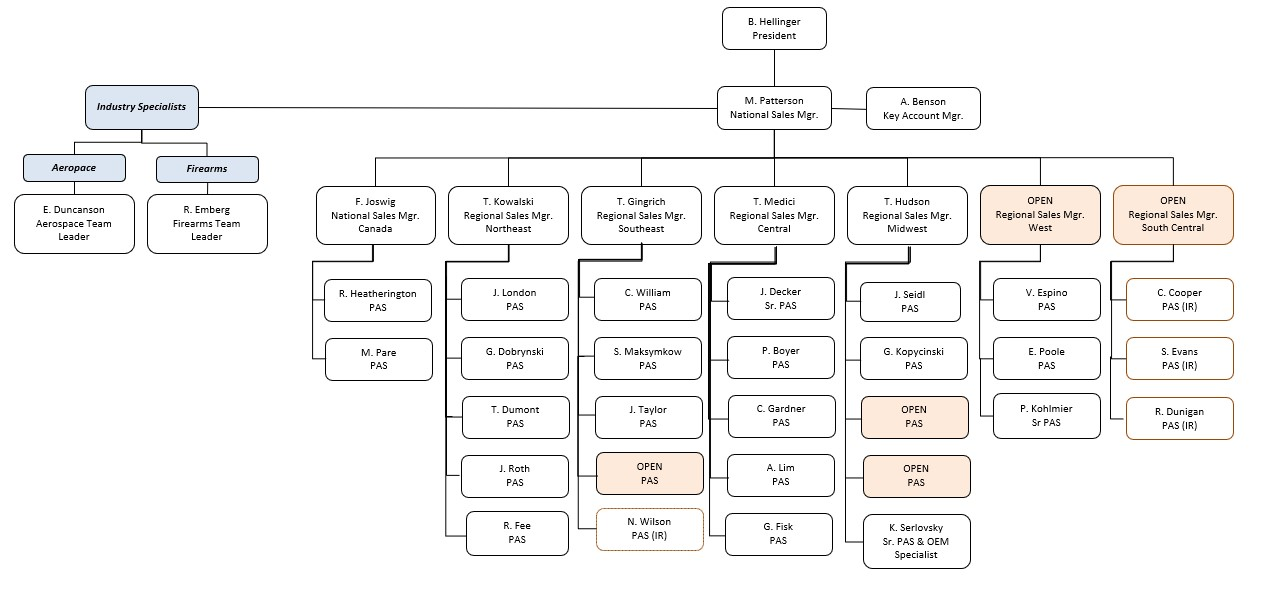 B. Hellinger
President
Industry Specialists
M. Patterson
National Sales Mgr.
A. Benson
Key Account Mgr.
Aeropace
Firearms
E. Duncanson
Aerospace Team
Leader
R. Emberg
Firearms Team
Leader
F. Joswig
National Sales Mgr.
Canada
T. Kowalski
Regional Sales Mgr.
Northeast
T. Gingrich
Regional Sales Mgr.
Southeast
T. Medici
Regional Sales Mgr.
Central
T. Hudson
Regional Sales Mgr.
Midwest
OPEN
Regional Sales Mgr.
West
OPEN
Regional Sales Mgr.
South Central
R. Heatherington
PAS
M. Pare
PAS
J. London
PAS
G. Dobrynski
PAS
T. Dumont
PAS
J. Roth
PAS
R. Fee
PAS
C. William
PAS
S. Maksymkow
PAS
J. Taylor
PAS
OPEN
PAS
N. Wilson
PAS (IR)
J. Decker
Sr. PAS
P. Boyer
PAS
C. Gardner
PAS
A. Lim
PAS
G. Fisk
PAS
J. Seidl
PAS
G. Kopycinski
PAS
OPEN
PAS
OPEN
PAS
K. Serlovsky
Sr. PAS & OEM
Specialist
V. Espino
PAS
E. Poole
PAS
P. Kohlmier
Sr PAS
C. Cooper
PAS (IR)
S. Evans
PAS (IR)
R. Dunigan
PAS (IR)